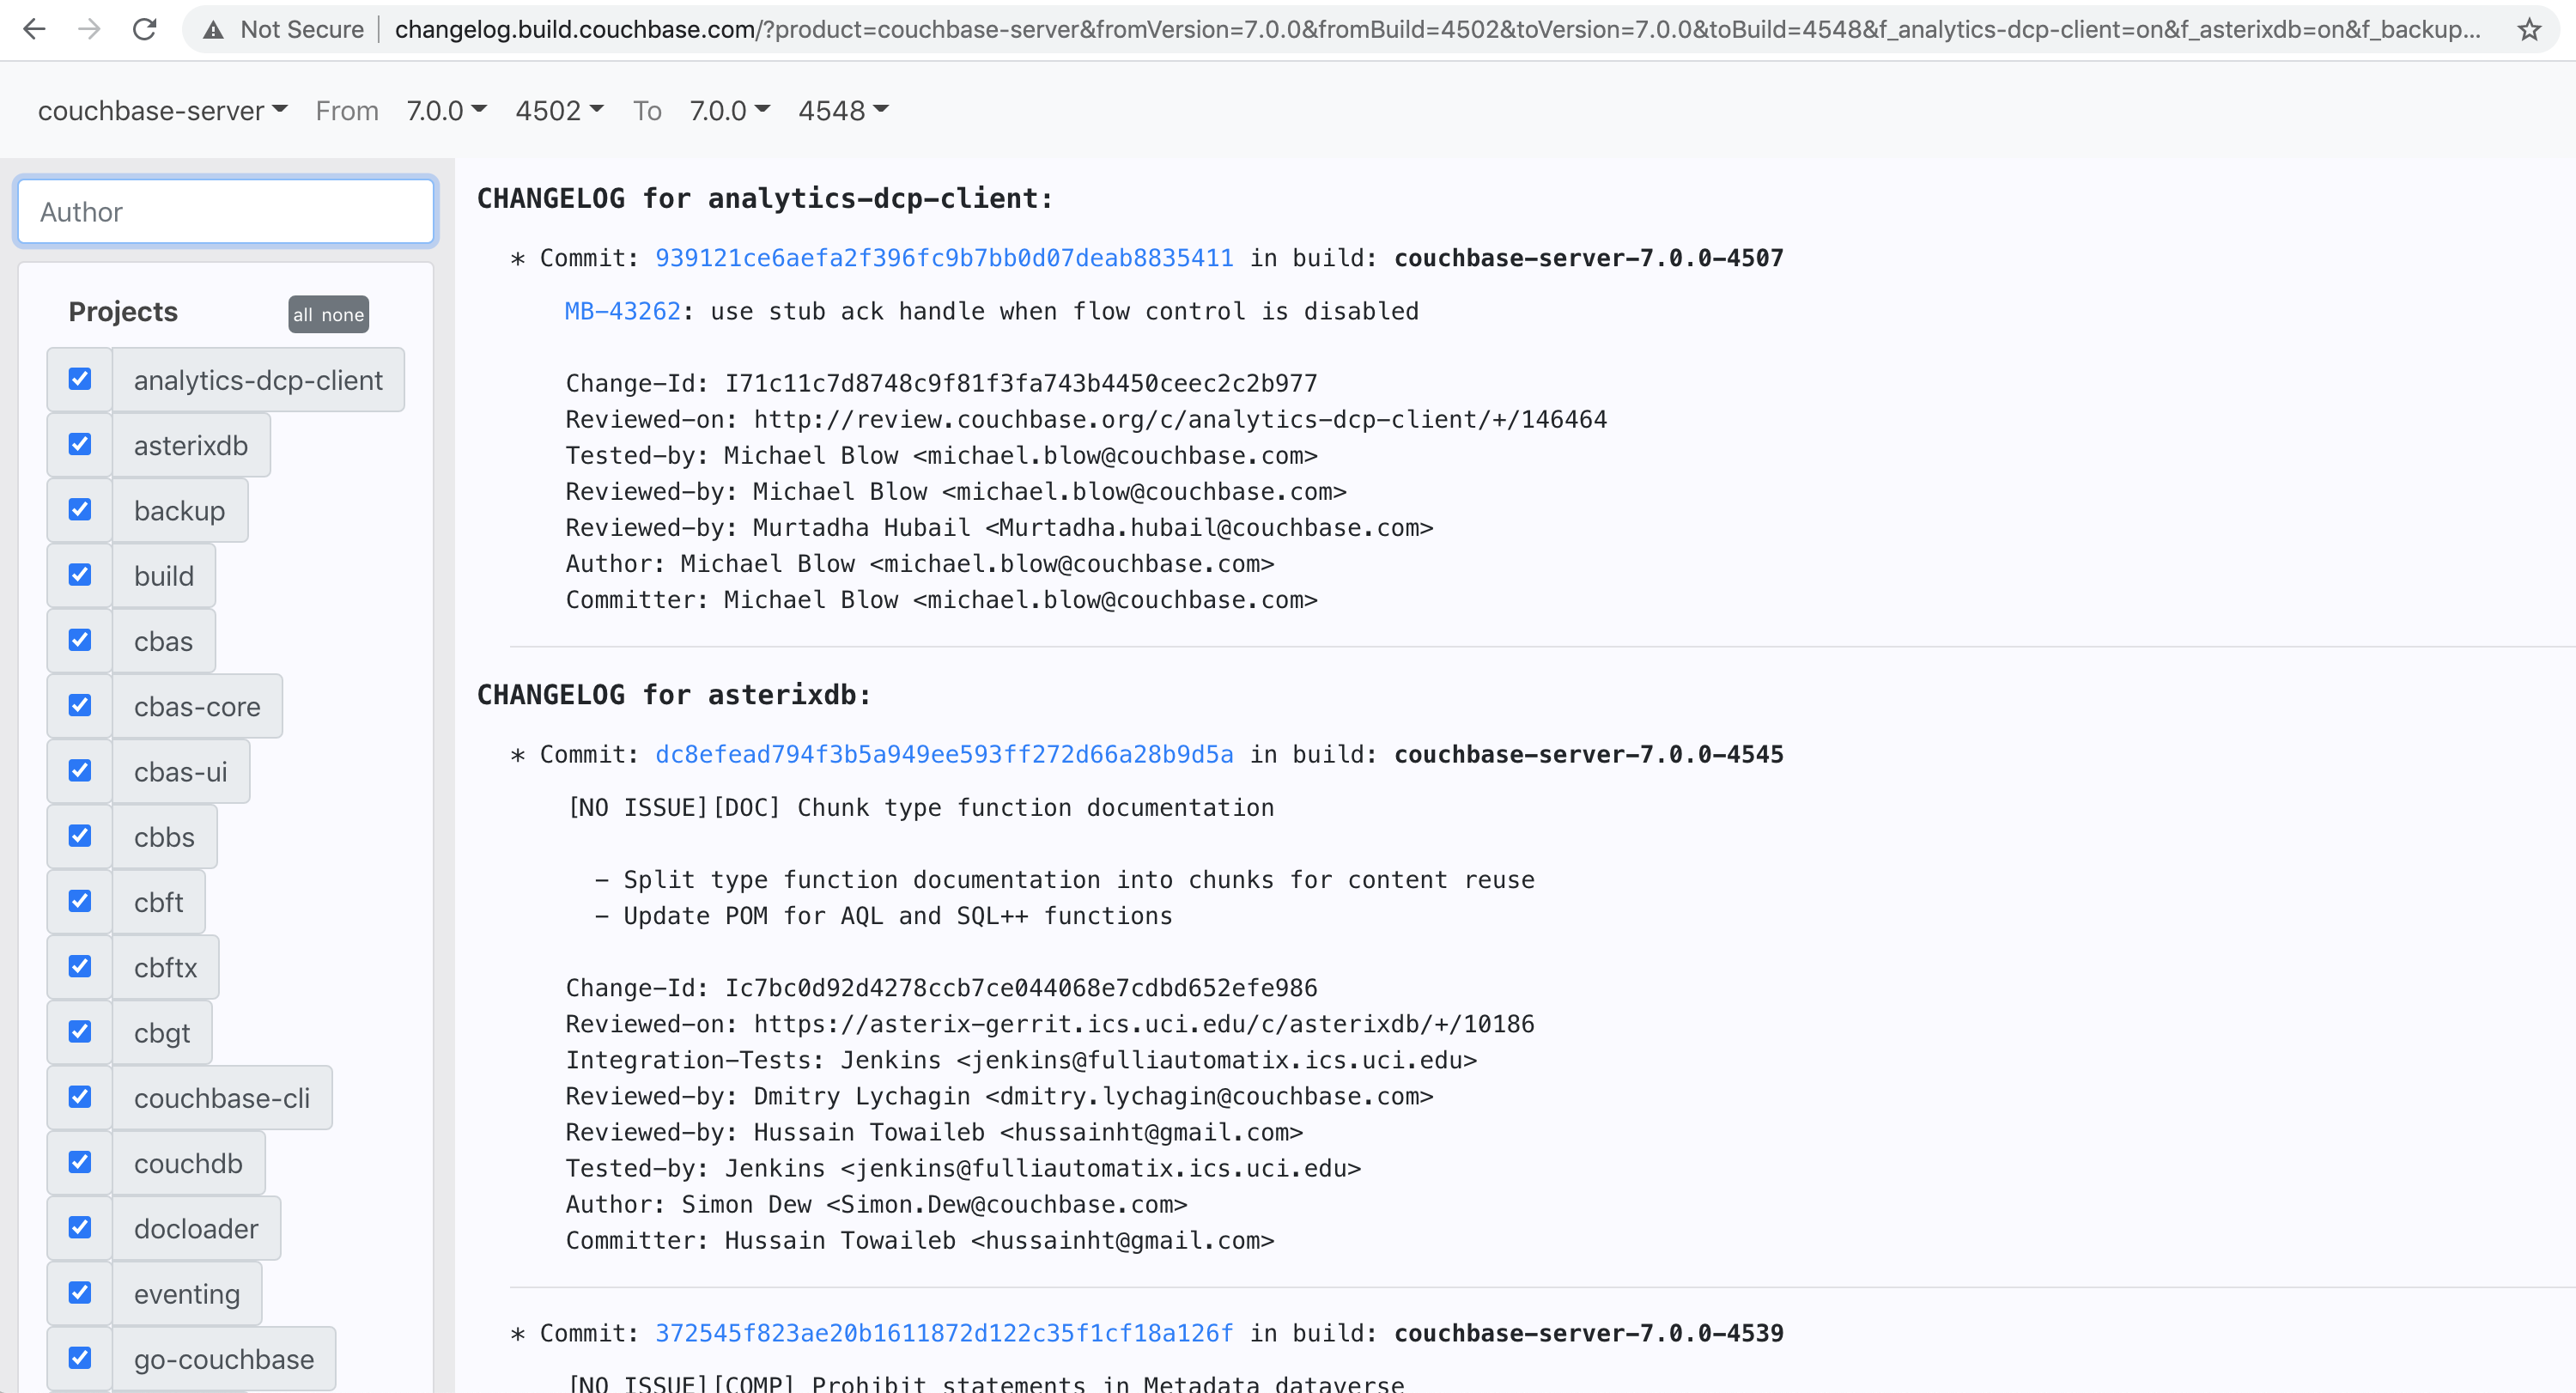 Not Secure | changelog.build.couchbase.com/?product=couchbase-server&fromVersion=7.0.0&fromBuild=4502&toVersion=7.0.0&toBuild=4548&f_analytics-dcp-client=on&f_asterixdb=on&f_backup...
couchbase-server From 7.0.0 4502 To 7.0.0 4548
Author
Projects all none
analytics-dcp-client
asterixdb
backup
build
cbas
cbas-core
cbas-ui
cbbs
cbft
cbftx
cbgt
couchbase-cli
couchdb
docloader
eventing
go-couchbase
CHANGELOG for analytics-dcp-client:
* Commit: 939121ce6aefa2f396fc9b7bb0d07deab8835411 in build: couchbase-server-7.0.0-4507
MB-43262: use stub ack handle when flow control is disabled
Change-Id: I71c11c7d8748c9f81f3fa743b4450ceec2c2b977
Reviewed-on: http://review.couchbase.org/c/analytics-dcp-client/+/146464
Tested-by: Michael Blow <michael.blow@couchbase.com>
Reviewed-by: Michael Blow <michael.blow@couchbase.com>
Reviewed-by: Murtadha Hubail <Murtadha.hubail@couchbase.com>
Author: Michael Blow <michael.blow@couchbase.com>
Committer: Michael Blow <michael.blow@couchbase.com>
CHANGELOG for asterixdb:
* Commit: dc8efead794f3b5a949ee593ff272d66a28b9d5a in build: couchbase-server-7.0.0-4545
[NO ISSUE][DOC] Chunk type function documentation
- Split type function documentation into chunks for content reuse
- Update POM for AQL and SQL++ functions
Change-Id: Ic7bc0d92d4278ccb7ce044068e7cdbd652efe986
Reviewed-on: https://asterix-gerrit.ics.uci.edu/c/asterixdb/+/10186
Integration-Tests: Jenkins <jenkins@fulliautomatix.ics.uci.edu>
Reviewed-by: Dmitry Lychagin <dmitry.lychagin@couchbase.com>
Reviewed-by: Hussain Towaileb <hussainht@gmail.com>
Tested-by: Jenkins <jenkins@fulliautomatix.ics.uci.edu>
Author: Simon Dew <Simon.Dew@couchbase.com>
Committer: Hussain Towaileb <hussainht@gmail.com>
* Commit: 372545f823ae20b1611872d122c35f1cf18a126f in build: couchbase-server-7.0.0-4539
[NO ISSUE][COMP] Prohibit statements in Metadata dataverse